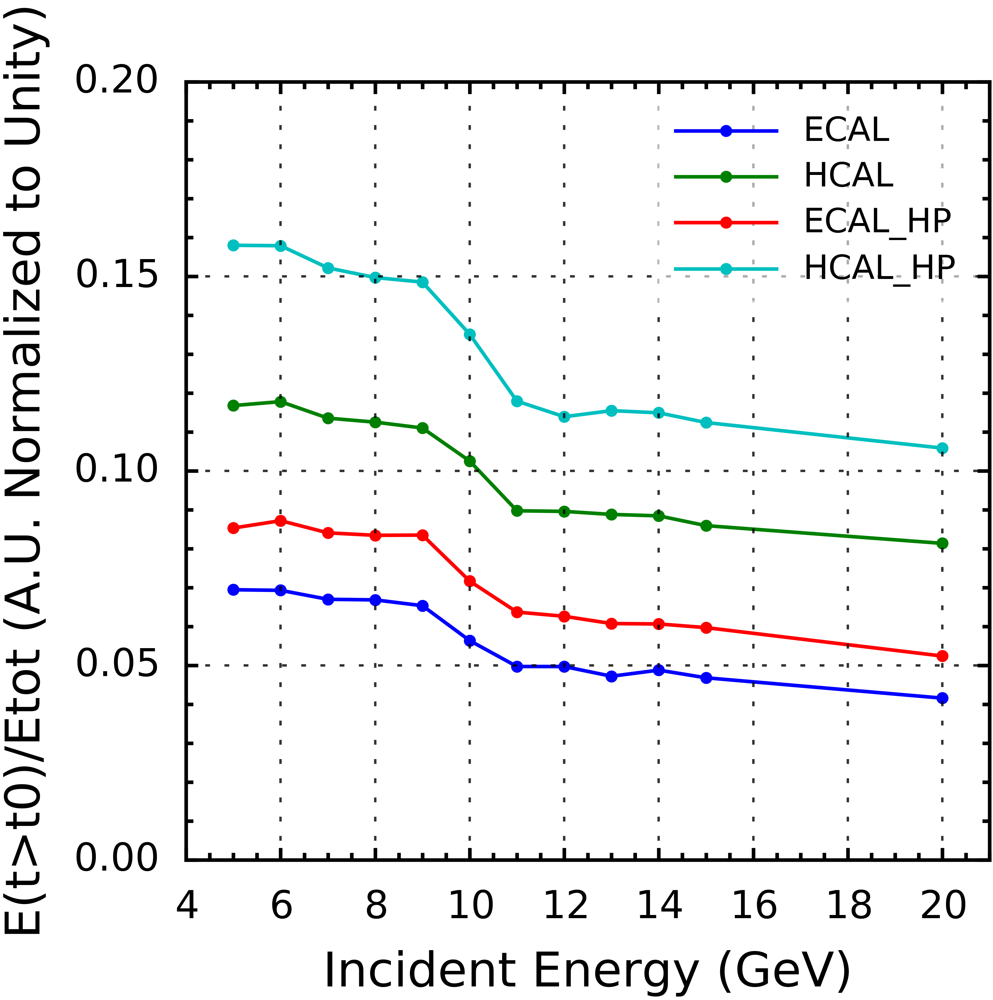 E(t>t0)/Etot (A.U. Normalized to Unity)
0.20
0.15
0.10
0.05
0.00
ECAL
HCAL
ECAL_HP
HCAL_HP
4 6 8 10 12 14 16 18 20
Incident Energy (GeV)